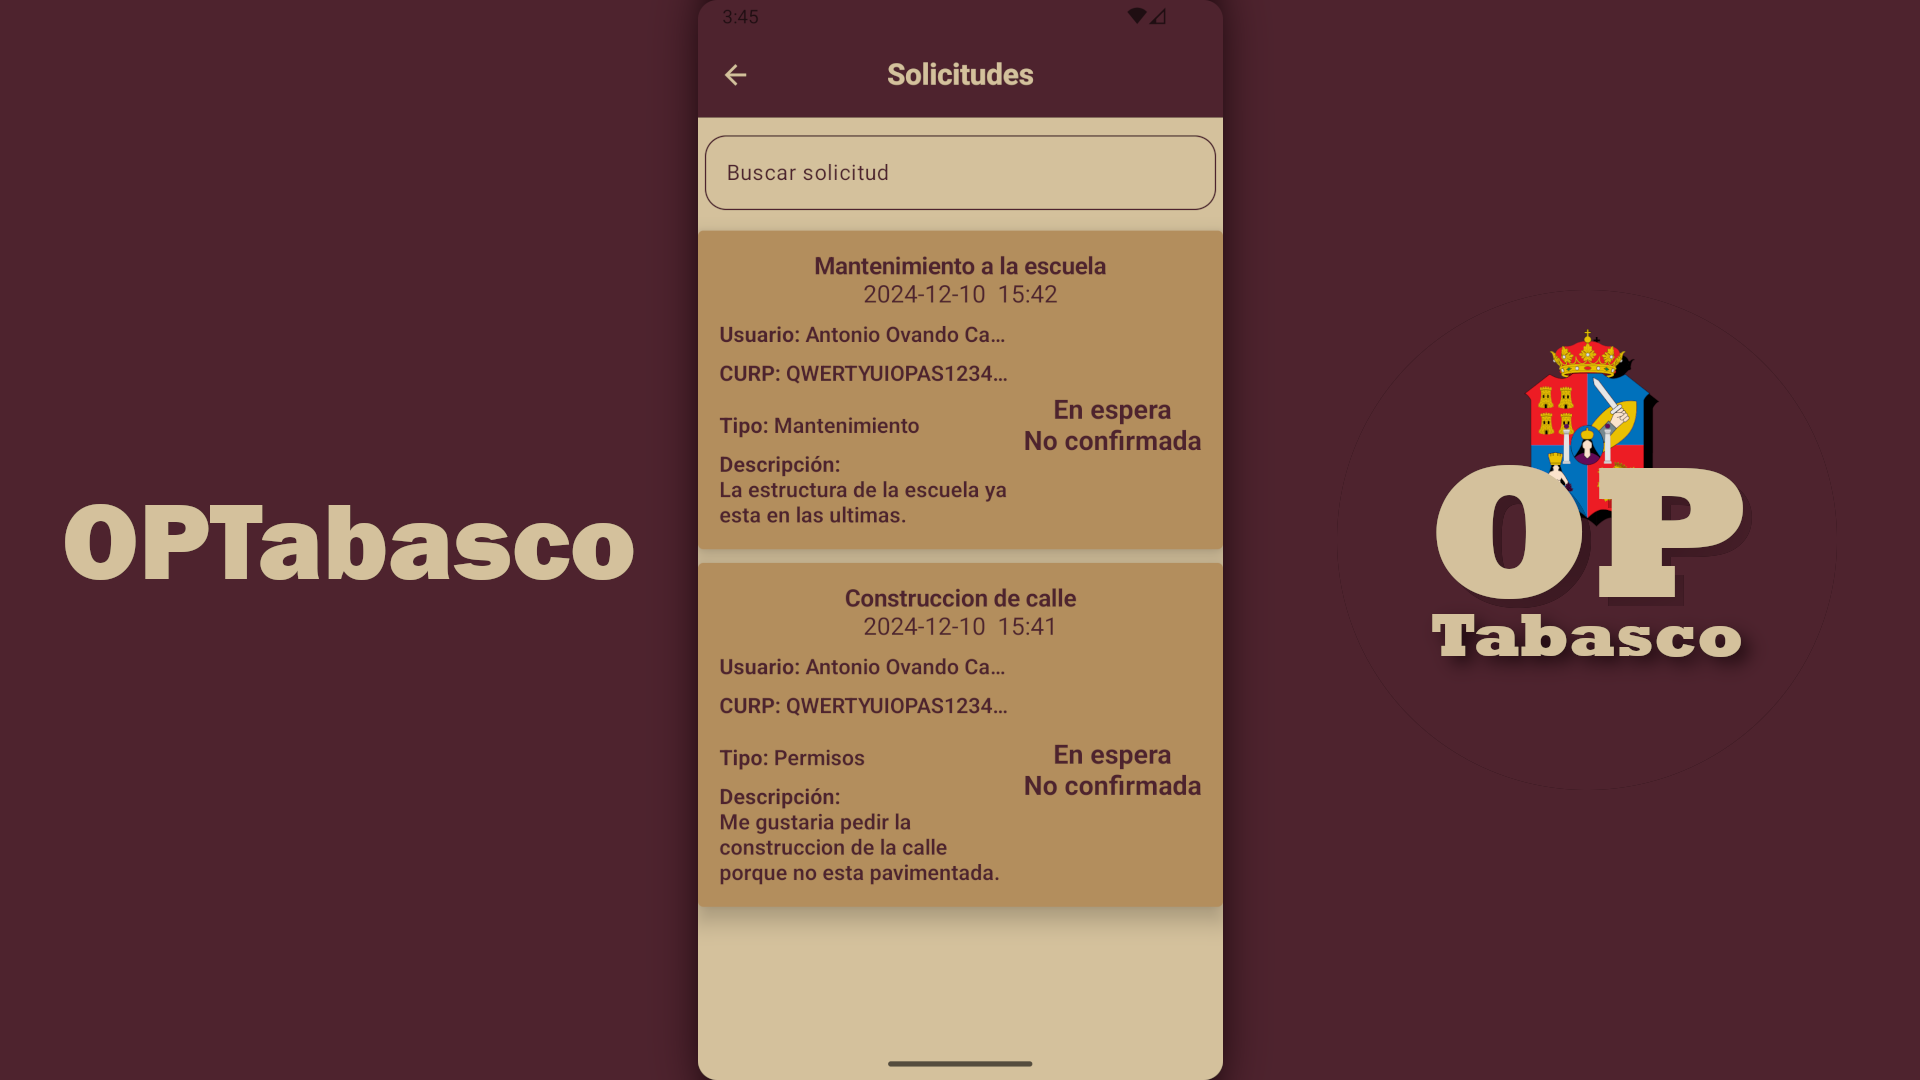 OPTabasco
3:45
Solicitudes
Buscar solicitud
Mantenimiento a la escuela
2024-12-10 15:42
Usuario: Antonio Ovando Ca...
CURP: QWERTYUIOPAS1234...
Tipo: Mantenimiento
Descripción:
La estructura de la escuela ya
esta en las ultimas.
En espera
No confirmada
Construccion de calle
2024-12-10 15:41
Usuario: Antonio Ovando Ca...
CURP: QWERTYUIOPAS1234...
Tipo: Permisos
Descripción:
Me gustaria pedir la
construccion de la calle
porque no esta pavimentada.
En espera
No confirmada
OP
Tabasco